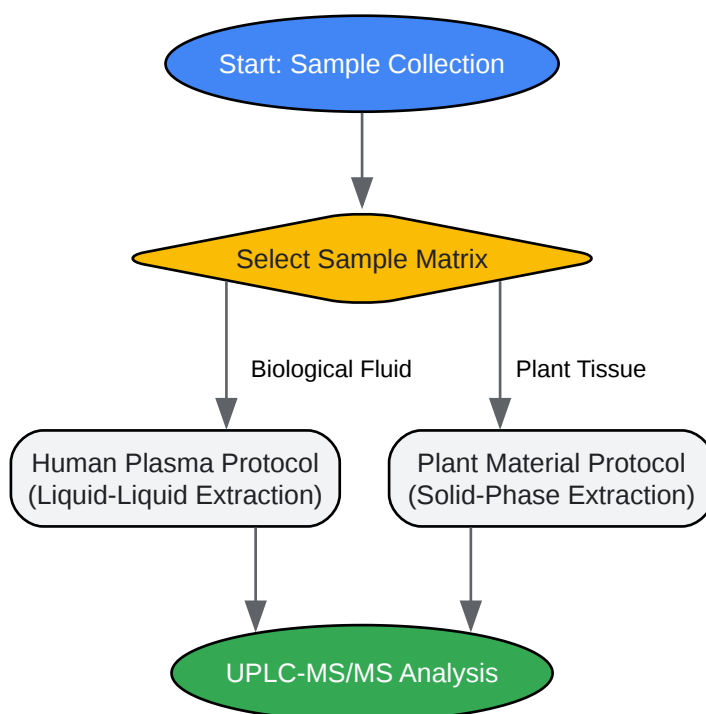 Start: Sample Collection
Select Sample Matrix
Biological Fluid
Plant Tissue
Human Plasma Protocol
(Liquid-Liquid Extraction)
Plant Material Protocol
(Solid-Phase Extraction)
UPLC-MS/MS Analysis